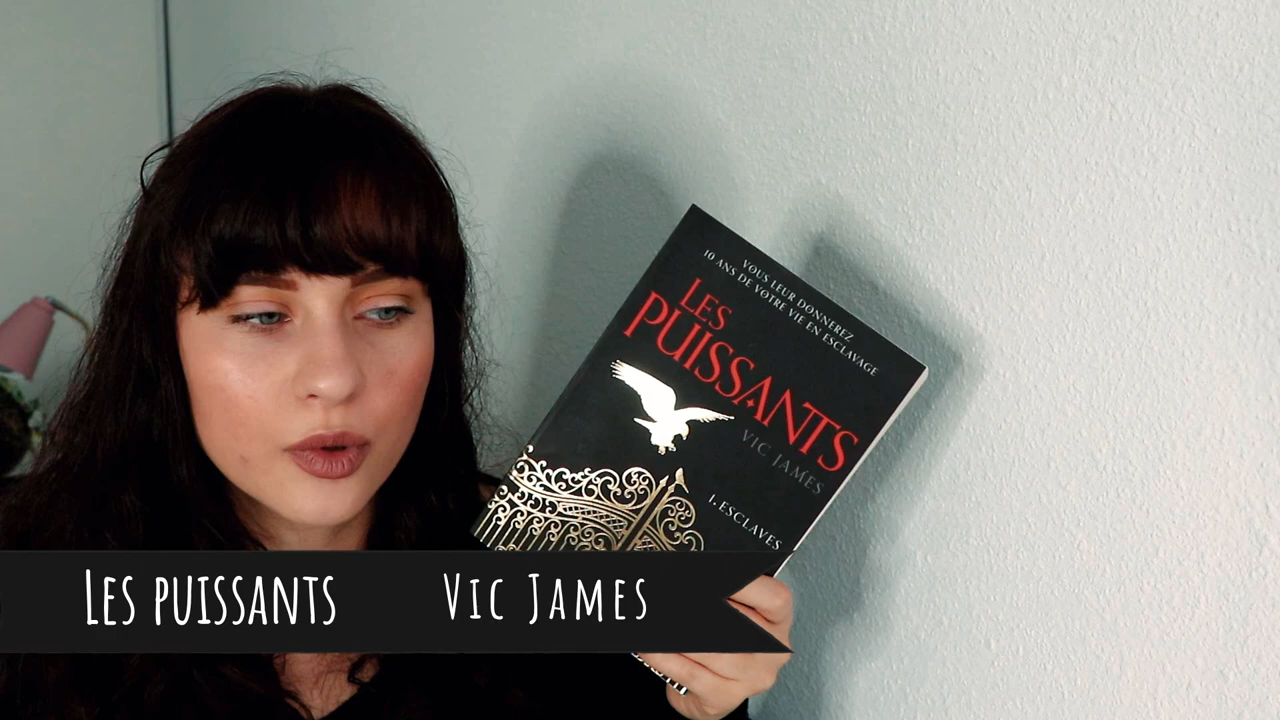 VOUS LEUR DONNEREZ
10 ANS DE VOTRE VIE EN ESCLAVAGE
LES
PUISSANTS
VIC JAMES
1. ESCLAVES
LES PUISSANTS VIC JAMES